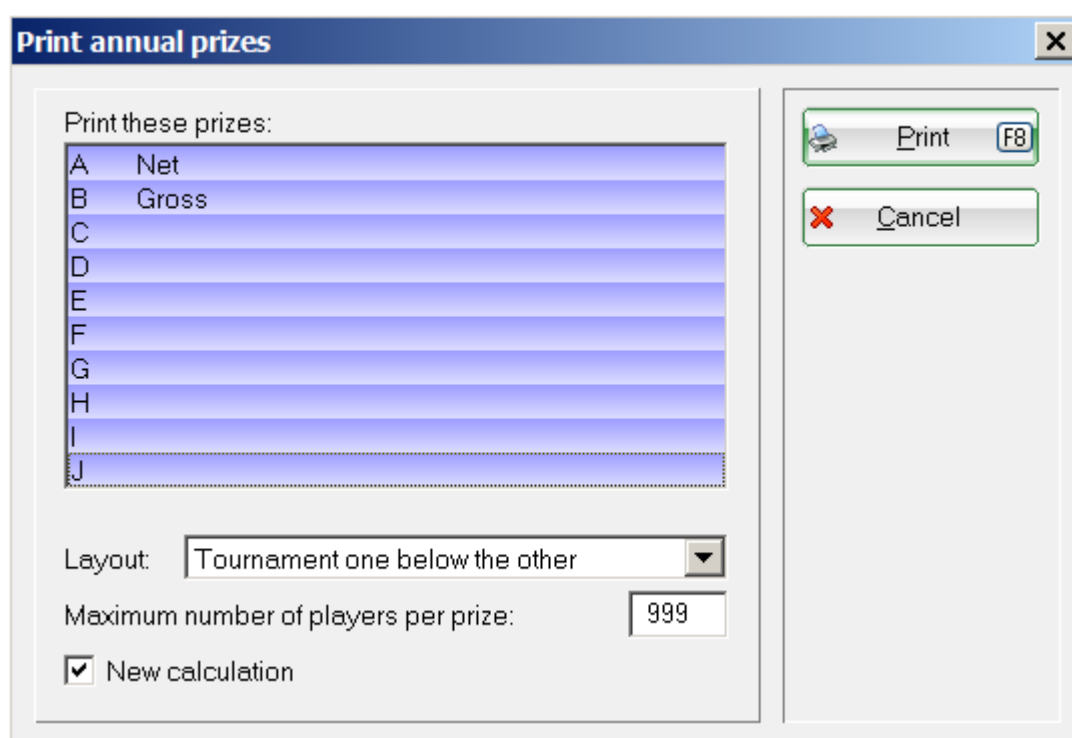 Print annual prizes
Print these prizes:
A Net
B Gross
C
D
E
F
G
H
I
J
Layout: Tournament one below the other
Maximum number of players per prize: 999
New calculation
Print F8
Cancel